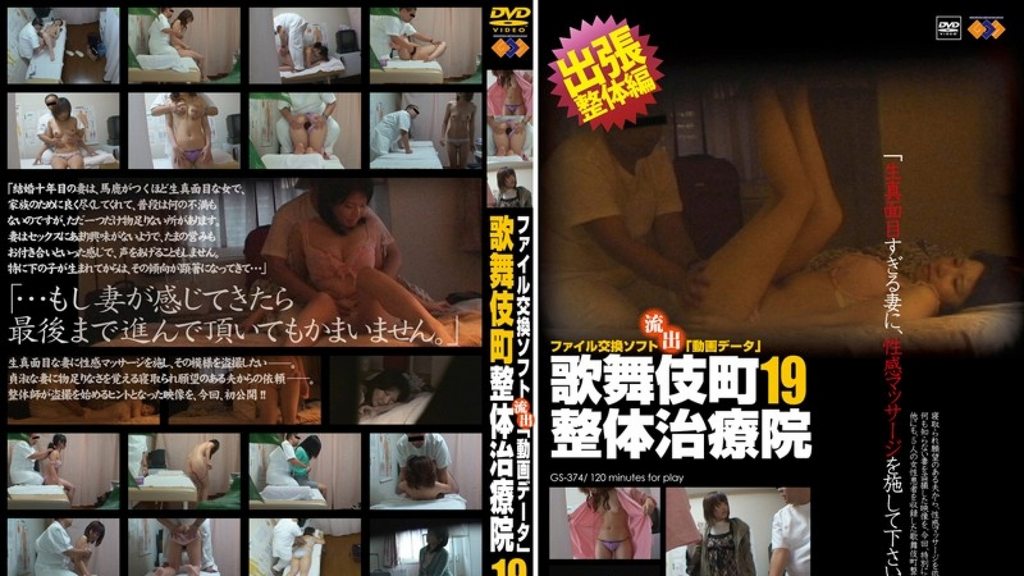 DVD
VIDEO
「結婚十年目の妻は、馬鹿がつくほど生真面目な女で、
家族のために良く尽くしてくれて、普段は何の不満も
ないのですが、ただ一つだけ物足りない所があります。
妻はセックスにあまり興味がないようで、たまの営みも
お付き合いといった感じで、声をあげることもしません。
特に下の子が生まれてからは、その傾向が顕著になってきて…」
「…もし妻が感じてきたら
最後まで進んで頂いてもかまいません。」
生真面目な妻に性感マッサージを施し、その模様を盗撮したい――。
貞淑な妻に物足りなさを覚える寝取られ願望のある夫からの依頼――。
整体師が盗撮を始めるヒントとなった映像を、今回、初公開!!
ファイル交換ソフト流出「動画データ」
歌舞伎町整体治療院
19
DVD
VIDEO
出張
整体編
「生真面目すぎる妻に、性感マッサージを施して下さい
流出
ファイル交換ソフト「動画データ」
歌舞伎町19
整体治療院
GS-374/ 120 minutes for play